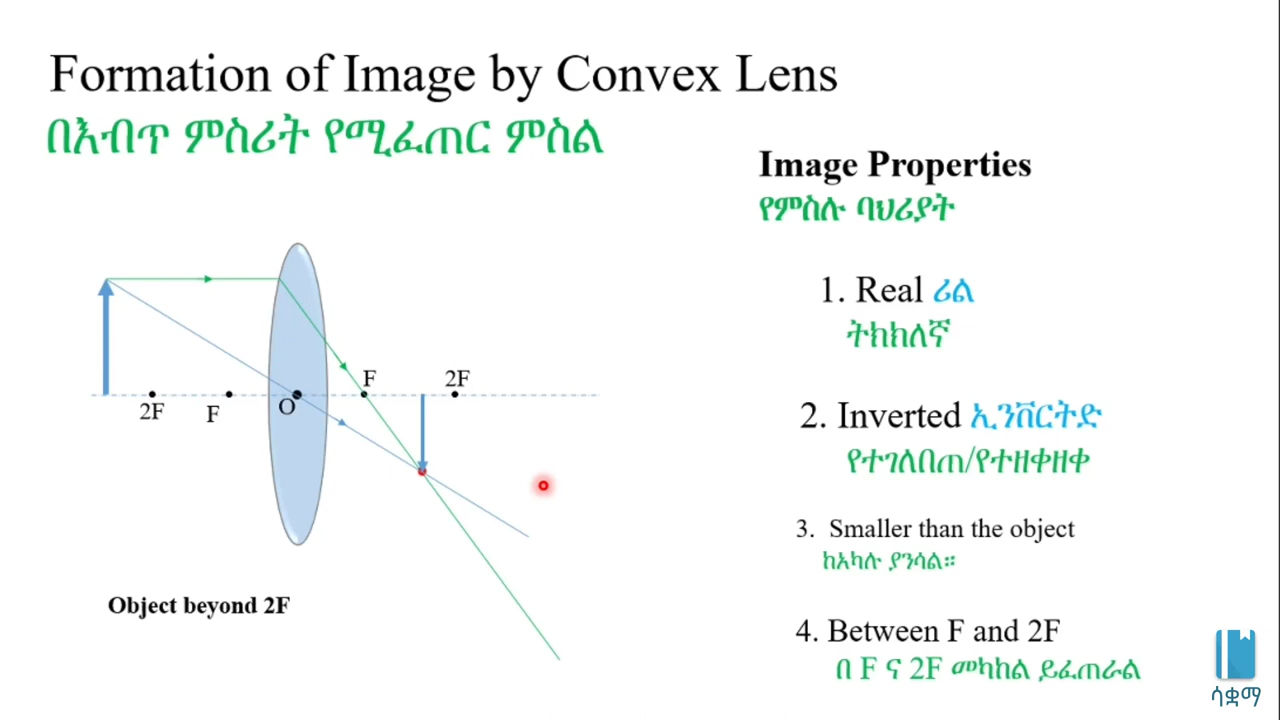 Formation of Image by Convex Lens
በእብጥ ምስሪት የሚፈጠር ምስል
Image Properties
የምስሉ ባህሪያት
1. Real ሪል
ትክክለኛ
2. Inverted ኢንቨርትድ
የተገለበጠ/የተዘቀዘቀ
3. Smaller than the object
ከአካሉ ያንሳል።
4. Between F and 2F
በ F ና 2F መካከል ይፈጠራል
F
2F
2F
F
O
Object beyond 2F
ሳቋማ